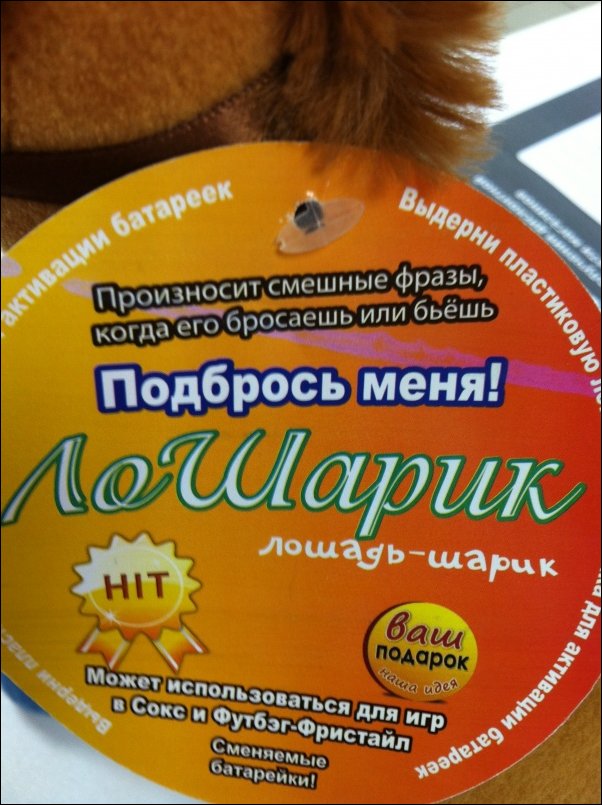 активации батареек
Выдерни пластиковую
Произносит смешные фразы,
когда его бросаешь или бьёшь
Подбрось меня!
ЛоШарик
лошадь-шарик
HIT
ваш
подарок
наша идея
Может использоваться для игр
в Сокс и Футбэг-Фристайл
Сменяемые
батарейки!
для активации батареек
Выдерни